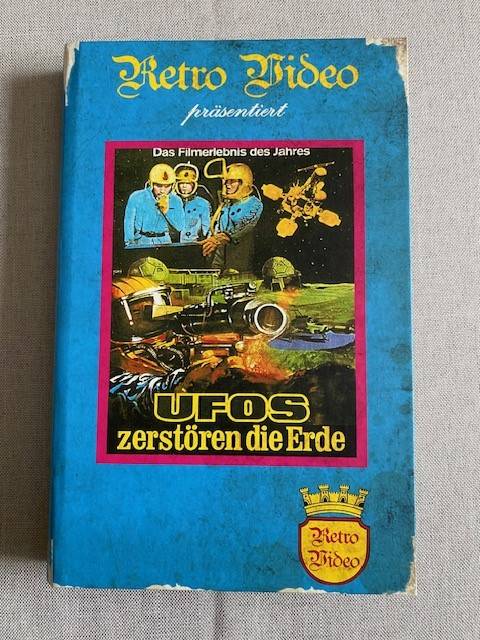 Retro Video
präsentiert
Das Filmerlebnis des Jahres
UFOS
zerstören die Erde
Retro
Video